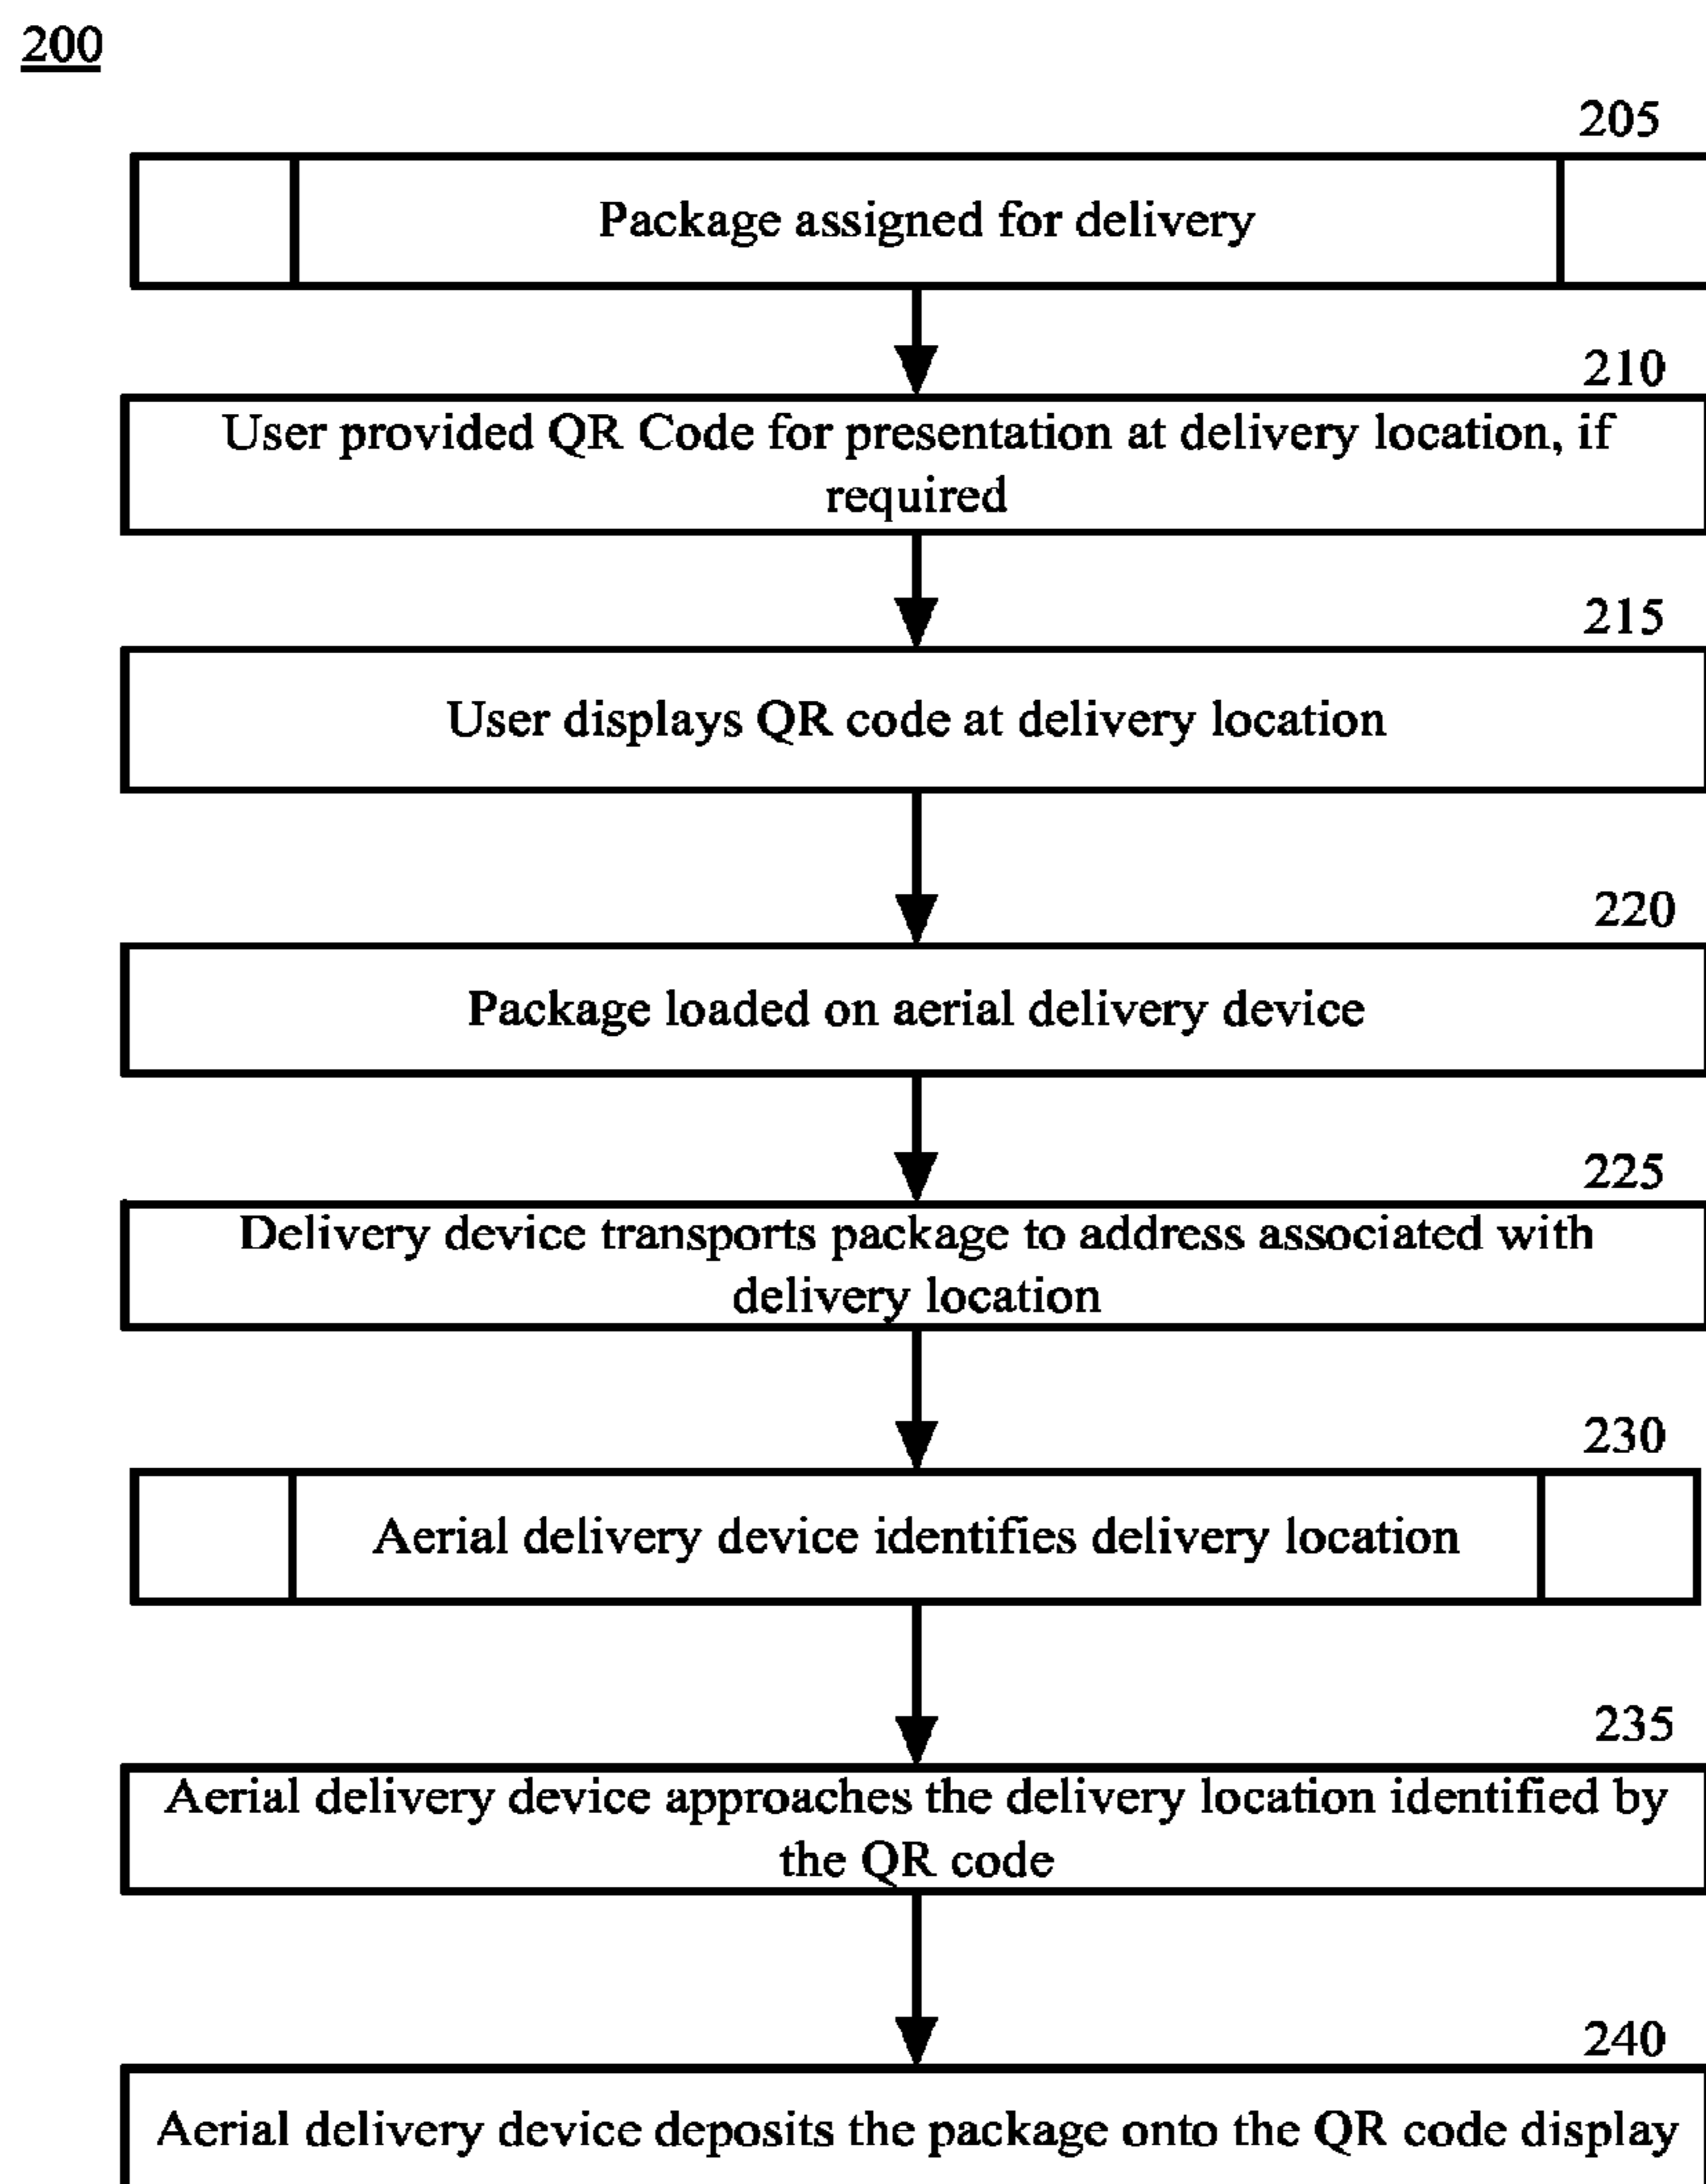 200
205
Package assigned for delivery
210
User provided QR Code for presentation at delivery location, if
required
215
User displays QR code at delivery location
220
Package loaded on aerial delivery device
225
Delivery device transports package to address associated with
delivery location
230
Aerial delivery device identifies delivery location
235
Aerial delivery device approaches the delivery location identified by
the QR code
240
Aerial delivery device deposits the package onto the QR code display